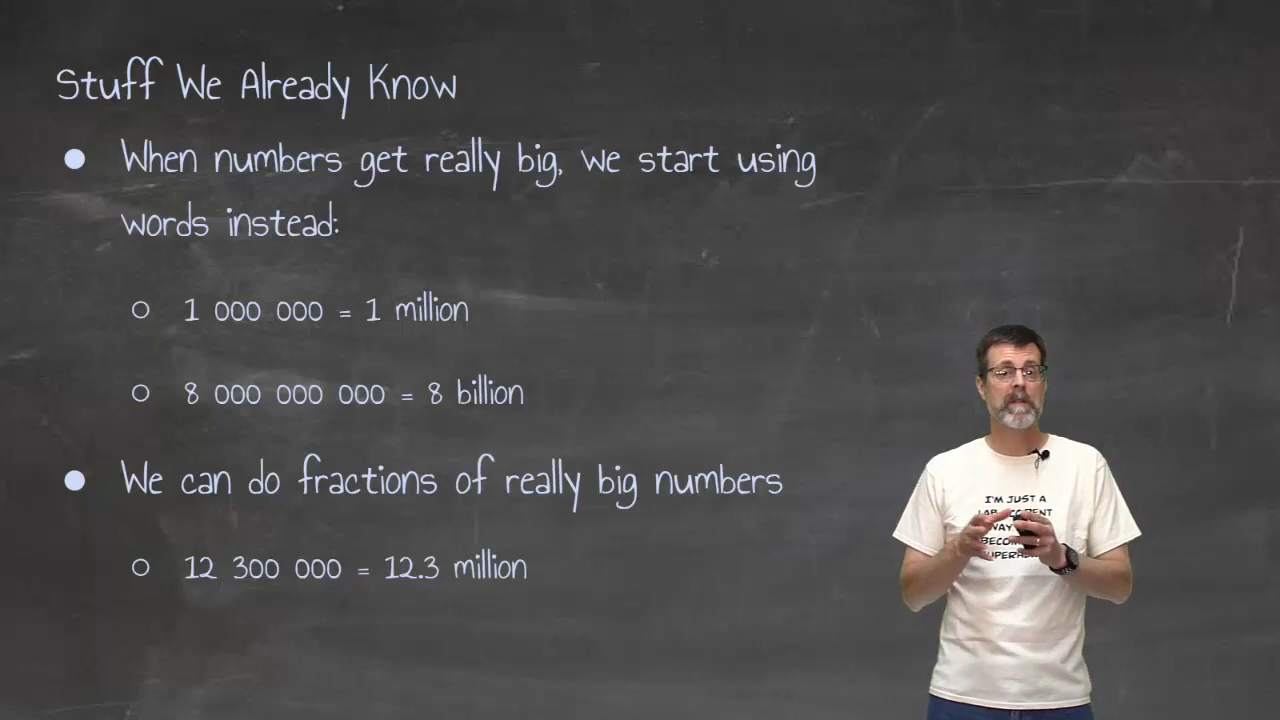 Stuff We Already Know
● When numbers get really big, we start using
words instead:
○ 1 000 000 = 1 million
○ 8 000 000 000 = 8 billion
● We can do fractions of really big numbers
○ 12 300 000 = 12.3 million
I'M JUST A
LAB ACCIDENT